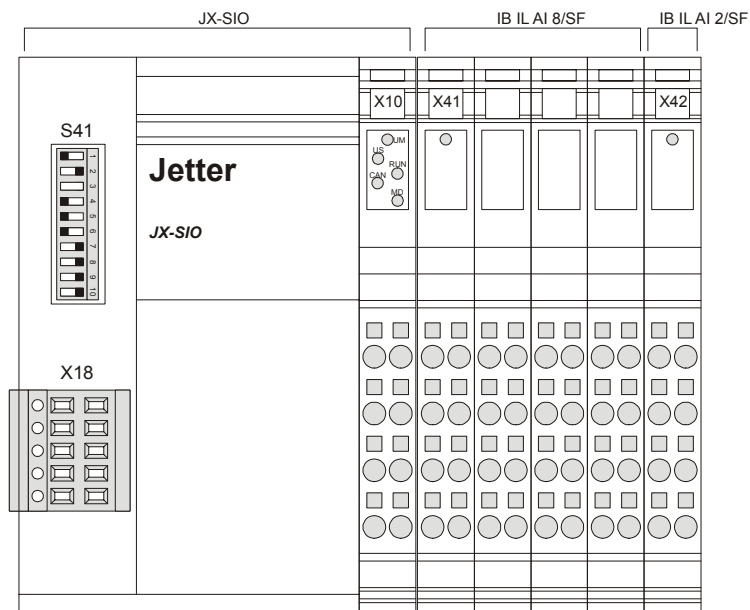 JX-SIO IB IL AI 8/SF IB IL AI 2/SF
X10 X41 X42
S41
1
2
3
4
5
6
7
8
9
10
UM
US
RUN
CAN
MD
Jetter
JX-SIO
X18